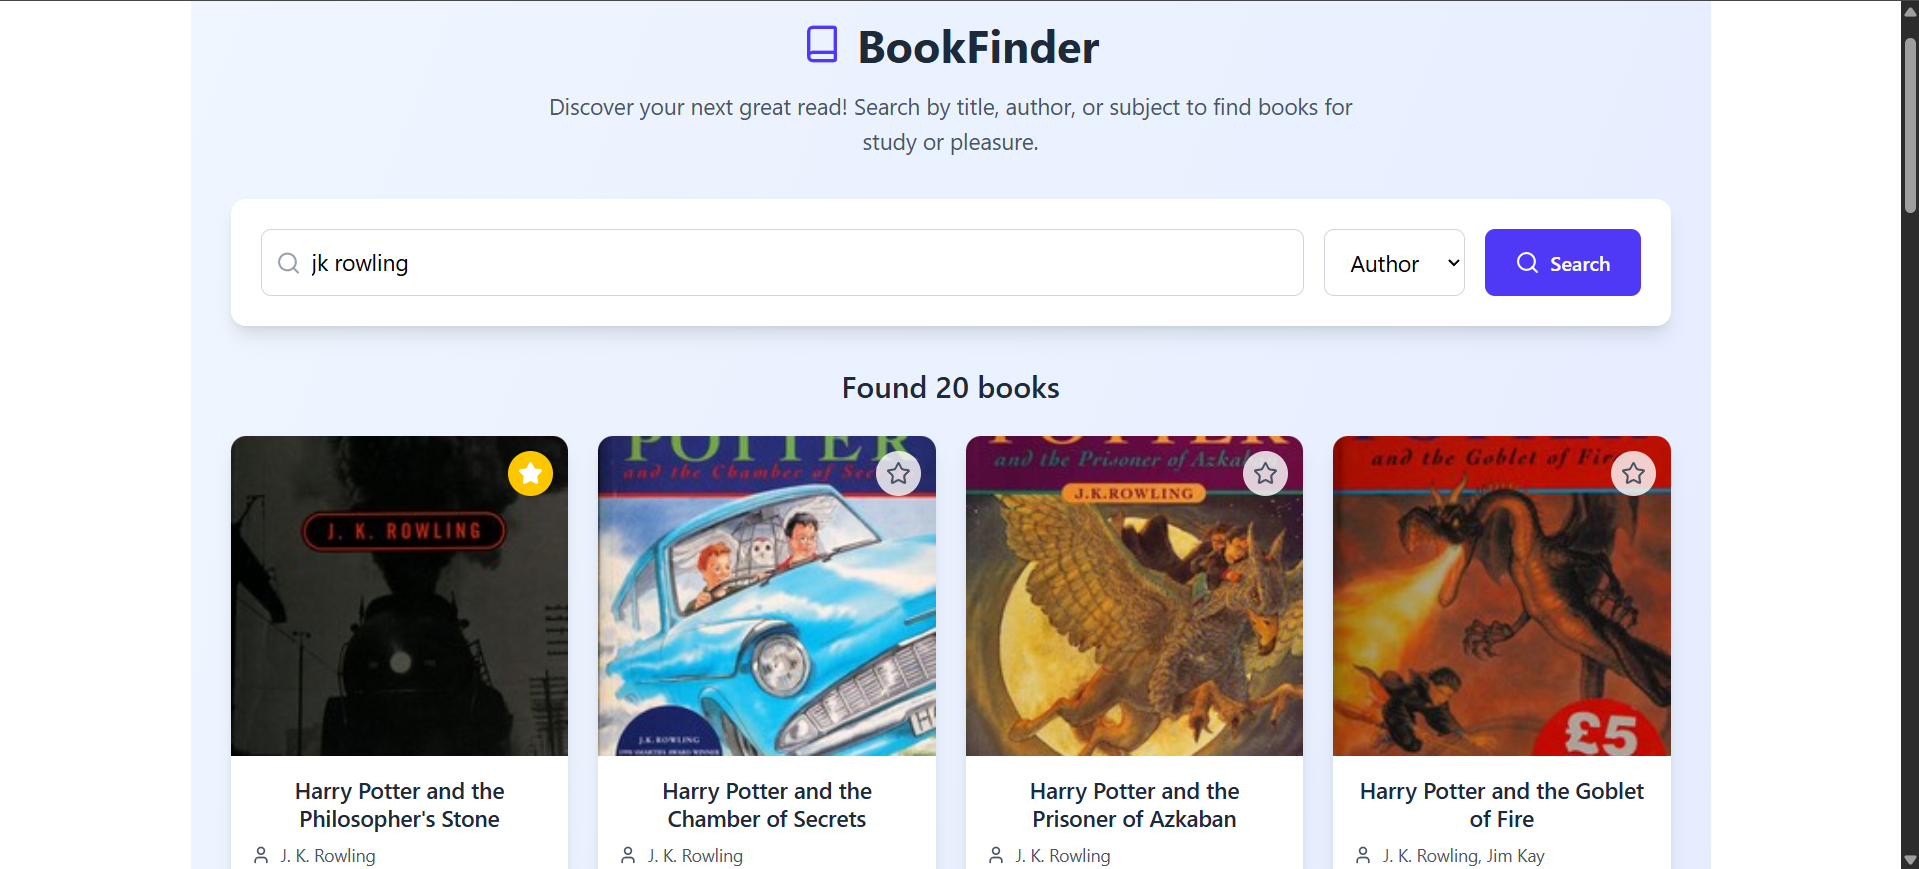 BookFinder
Discover your next great read! Search by title, author, or subject to find books for
study or pleasure.
jk rowling
Author
Search
Found 20 books
J. K. ROWLING
POTTER
and the Chamber of Sec
J.K.ROWLING
POTTER
and the Prisoner of Azka
J.K.ROWLING
and the Goblet of Fir
£5
Harry Potter and the
Philosopher's Stone
J. K. Rowling
Harry Potter and the
Chamber of Secrets
J. K. Rowling
Harry Potter and the
Prisoner of Azkaban
J. K. Rowling
Harry Potter and the Goblet
of Fire
J. K. Rowling, Jim Kay